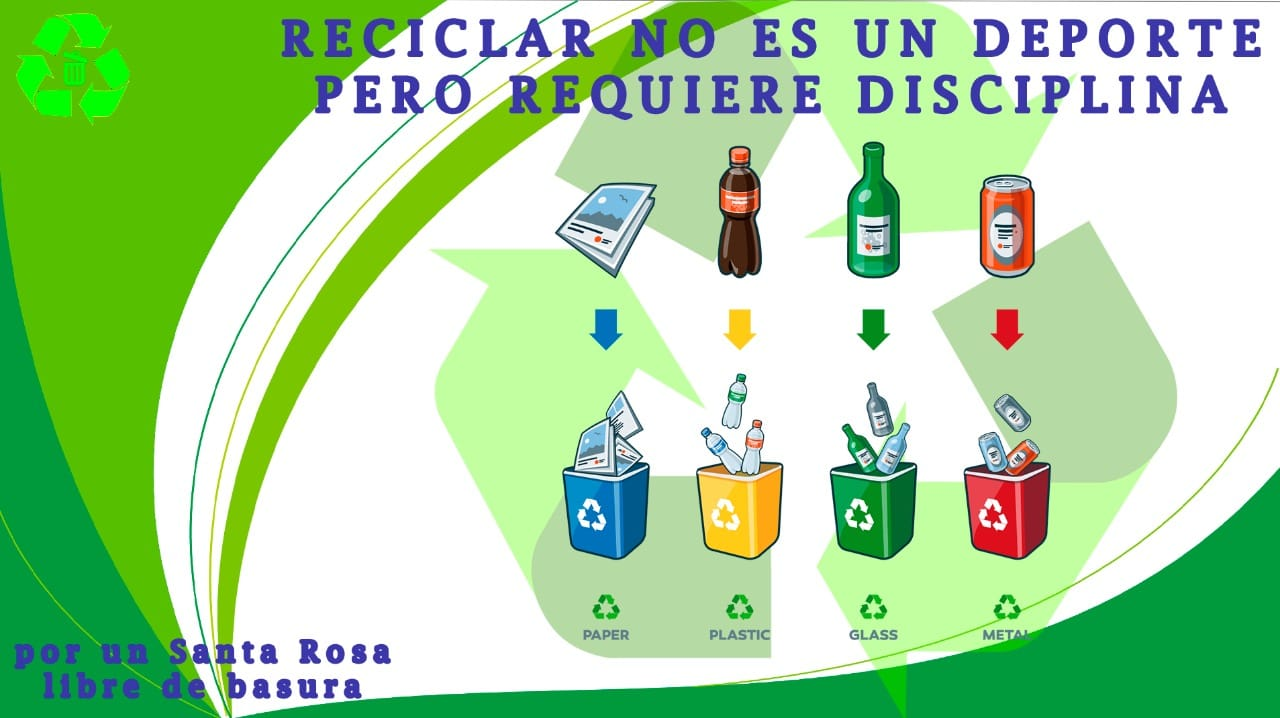 RECICLAR NO ES UN DEPORTE
PERO REQUIERE DISCIPLINA
PAPER
PLASTIC
GLASS
METAL
por un Santa Rosa
libre de basura